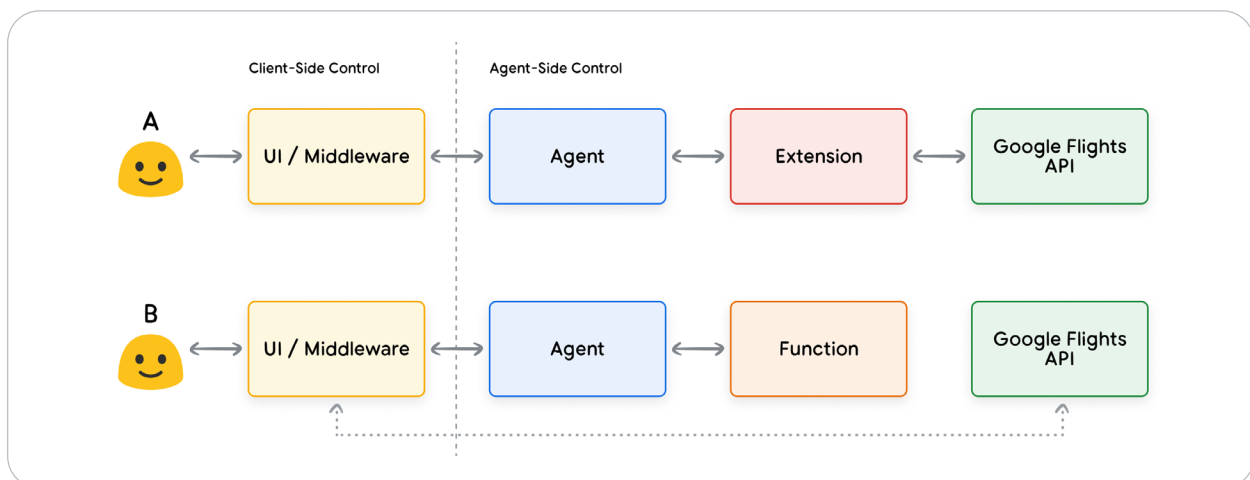 Client-Side Control
Agent-Side Control
A
UI / Middleware
Agent
Extension
Google Flights
API
B
UI / Middleware
Agent
Function
Google Flights
API